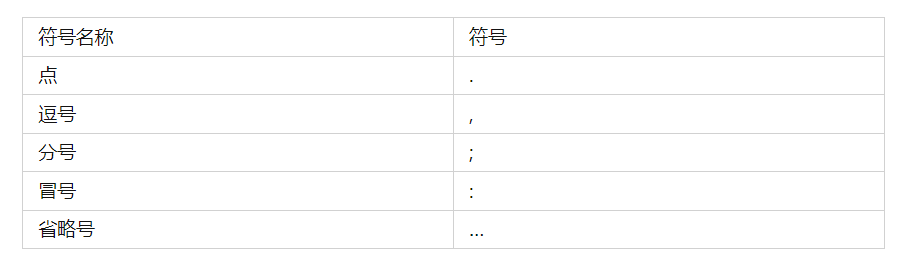 符号名称 符号
点 .
逗号 ,
分号 ;
冒号 :
省略号 ...